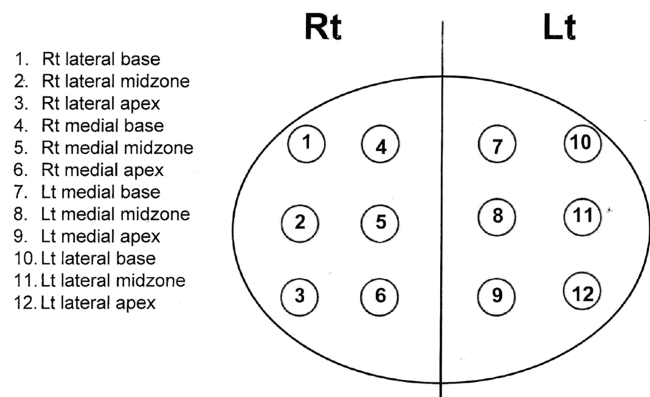 Rt Lt
1. Rt lateral base
2. Rt lateral midzone
3. Rt lateral apex
4. Rt medial base
5. Rt medial midzone
6. Rt medial apex
7. Lt medial base
8. Lt medial midzone
9. Lt medial apex
10. Lt lateral base
11. Lt lateral midzone
12. Lt lateral apex
1 4 7 10
2 5 8 11
3 6 9 12